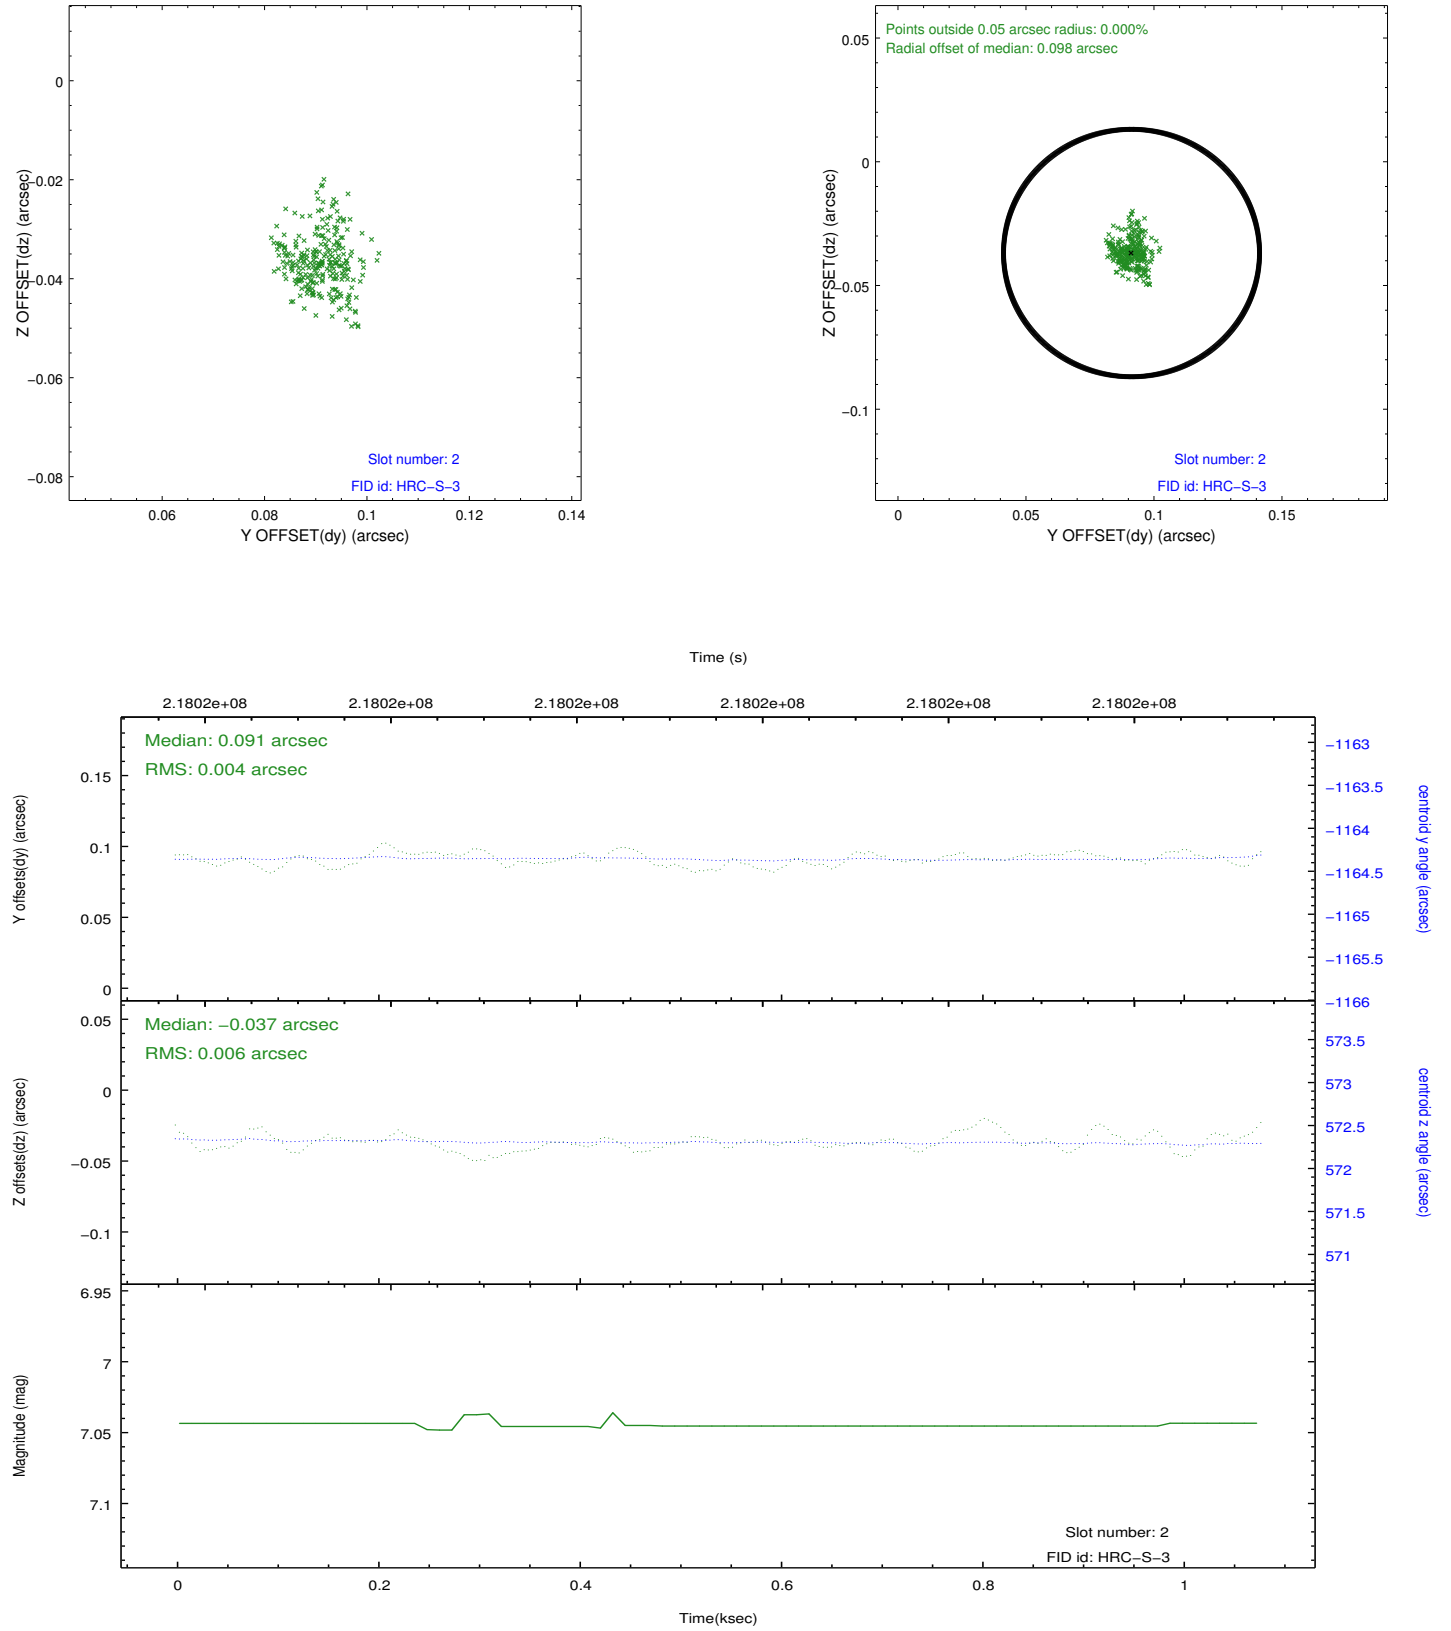 0
−0.02
−0.04
−0.06
−0.08
Z OFFSET(dz) (arcsec)
Slot number: 2
FID id: HRC−S−3
0.06
0.08
0.1
0.12
0.14
Y OFFSET(dy) (arcsec)
Points outside 0.05 arcsec radius: 0.000%
Radial offset of median: 0.098 arcsec
0.05
0
−0.05
−0.1
Z OFFSET(dz) (arcsec)
Slot number: 2
FID id: HRC−S−3
0
0.05
0.1
0.15
Y OFFSET(dy) (arcsec)
Time (s)
2.1802e+08
2.1802e+08
2.1802e+08
2.1802e+08
2.1802e+08
2.1802e+08
Median: 0.091 arcsec
RMS: 0.004 arcsec
0.15
0.1
0.05
0
Y offsets(dy) (arcsec)
−1163
−1163.5
−1164
−1164.5
−1165
−1165.5
−1166
centroid y angle (arcsec)
Median: −0.037 arcsec
RMS: 0.006 arcsec
0.05
0
−0.05
−0.1
Z offsets(dz) (arcsec)
573.5
573
572.5
572
571.5
571
centroid z angle (arcsec)
6.95
7
7.05
7.1
Magnitude (mag)
Slot number: 2
FID id: HRC−S−3
0
0.2
0.4
0.6
0.8
1
Time(ksec)